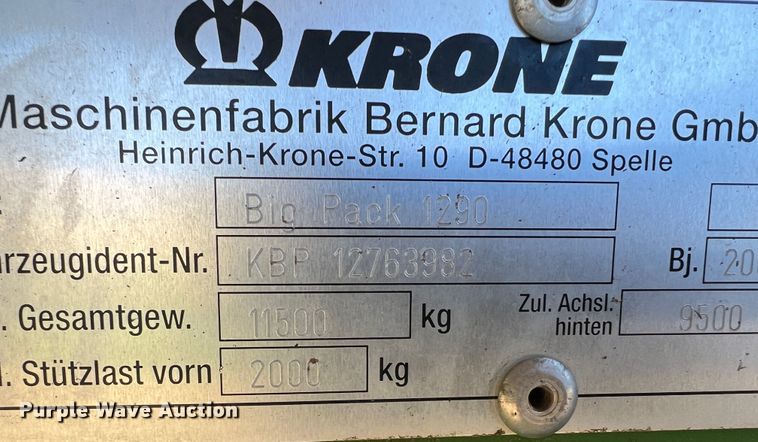 KRONE
Maschinenfabrik Bernard Krone Gmb
Heinrich-Krone-Str. 10 D-48480 Spelle
Big Pack 1290
rzeugident-Nr. KBP 12763982 Bj. 20
. Gesamtgew. 11500 kg Zul. Achsl. hinten 9500
l. Stützlast vorn 2000 kg
Purple Wave Auction